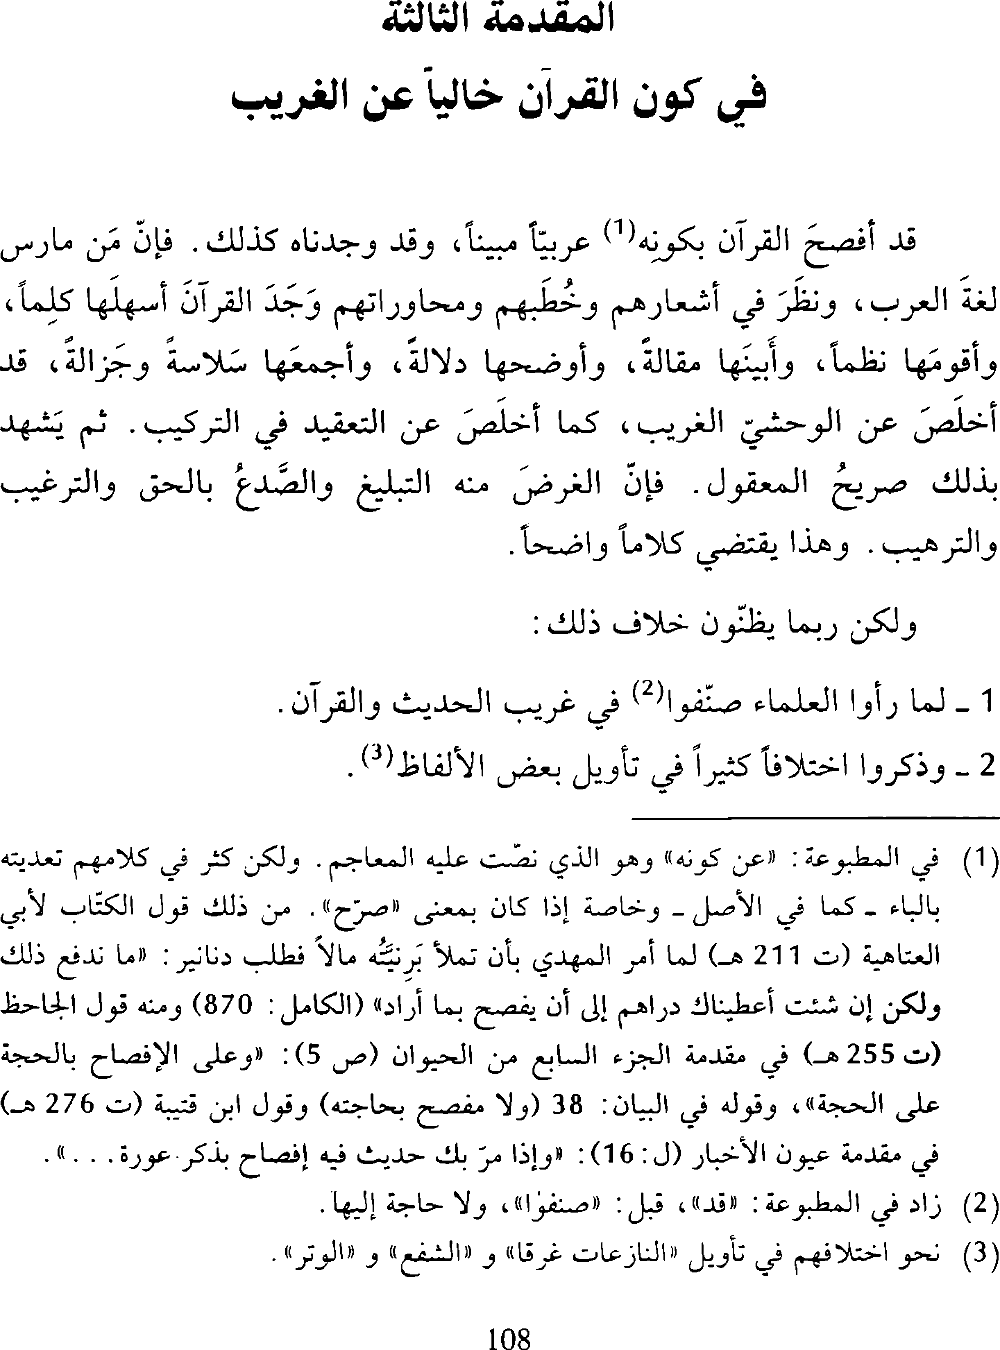 المقدمة الثالثة
في كون القرآن خالياً عن الغريب
قد أفصحَ القرآن بكونِه(1) عربيّاً مبيناً، وقد وجدناه كذلك. فإنّ مَن مارس
لغةَ العرب، ونظَرَ في أشعارهم وخُطَبهم ومحاوراتهم وَجَدَ القرآنَ أسهلَها كلِماً،
وأقومَها نظماً، وأبينَها مقالةً، وأوضحها دلالةً، وأجمعَها سَلاسةً وجَزالةً، قد
أخلَصَ عن الوحشيّ الغريب، كما أخلَصَ عن التعقيد في التركيب. ثم يَشهد
بذلك صريحُ المعقول. فإنّ الغرضَ منه التبليغ والصَّدعُ بالحق والترغيب
والترهيب. وهذا يقتضي كلاماً واضحاً.
ولكن ربما يظنّون خلاف ذلك:
1 ـ لما رأوا العلماء صنّفوا(2) في غريب الحديث والقرآن.
2 ـ وذكروا اختلافاً كثيراً في تأويل بعض الألفاظ(3).
(1) في المطبوعة: «عن كونه» وهو الذي نصّت عليه المعاجم. ولكن كثر في كلامهم تعديته
بالباء ـ كما في الأصل ـ وخاصة إذا كان بمعنى «صرّح». من ذلك قول الكتّاب لأبي
العتاهية (ت 211 هـ) لما أمر المهدي بأن تملأ بَرنيَّتُه مالاً فطلب دنانير: «ما ندفع ذلك
ولكن إن شئت أعطيناك دراهم إلى أن يفصح بما أراد» (الكامل: 870) ومنه قول الجاحظ
(ت 255 هـ) في مقدمة الجزء السابع من الحيوان (ص 5): «وعلى الإفصاح بالحجة
على الحجة»، وقوله في البيان: 38 (ولا مفصح بحاجته) وقول ابن قتيبة (ت 276 هـ)
في مقدمة عيون الأخبار (ل:16): «وإذا مرّ بك حديث فيه إفصاح بذكر عورة. . .».
(2) زاد في المطبوعة: «قد»، قبل: «صنفوا»، ولا حاجة إليها.
(3) نحو اختلافهم في تأويل «النازعات غرقا» و «الشفع» و «الوتر».
108